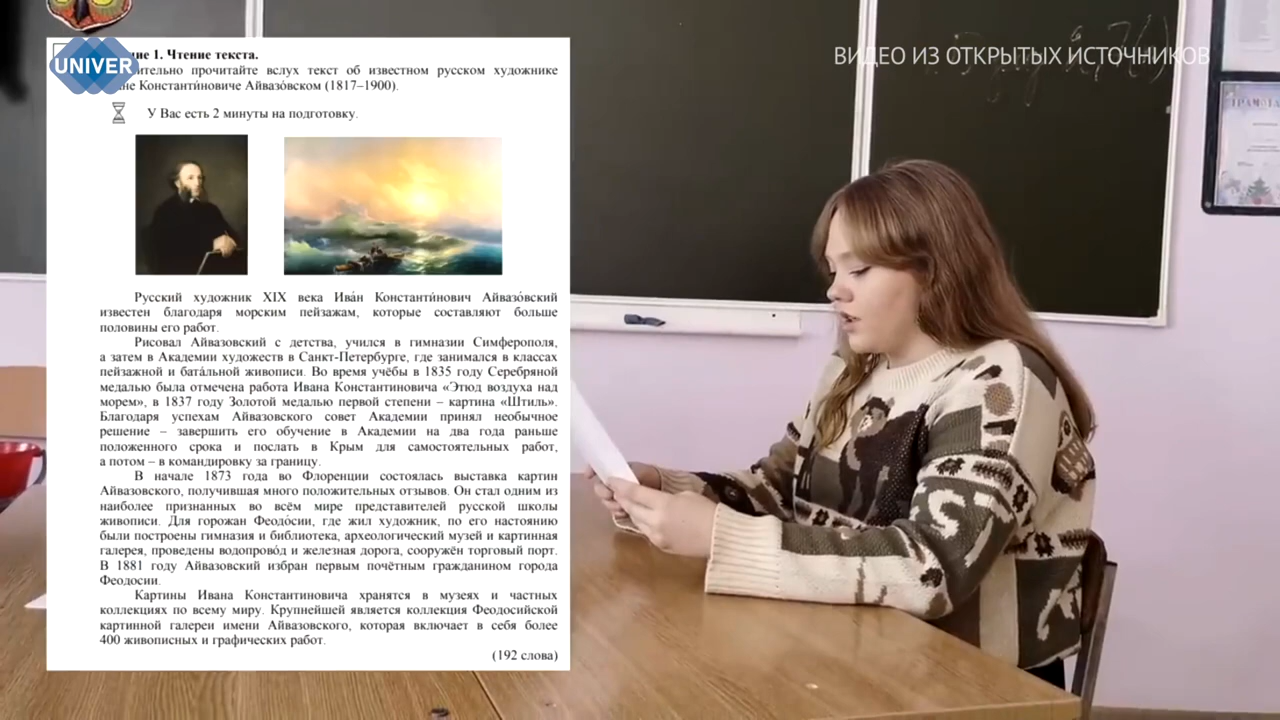 ВИДЕО ИЗ ОТКРЫТЫХ ИСТОЧНИКОВ
UNIVER
1. Чтение текста.
прочитайте вслух текст об известном русском художнике
Константи́новиче Айвазо́вском (1817–1900).
У Вас есть 2 минуты на подготовку.
Русский художник XIX века Ива́н Константи́нович Айвазо́вский
известен благодаря морским пейзажам, которые составляют больше
половины его работ.
Рисовал Айвазовский с детства, учился в гимназии Симферополя,
а затем в Академии художеств в Санкт-Петербурге, где занимался в классах
пейзажной и бата́льной живописи. Во время учёбы в 1835 году Серебряной
медалью была отмечена работа Ивана Константиновича «Этюд воздуха над
морем», в 1837 году Золотой медалью первой степени – картина «Штиль».
Благодаря успехам Айвазовского совет Академии принял необычное
решение – завершить его обучение в Академии на два года раньше
положенного срока и послать в Крым для самостоятельных работ,
а потом – в командировку за границу.
В начале 1873 года во Флоренции состоялась выставка картин
Айвазовского, получившая много положительных отзывов. Он стал одним из
наиболее признанных во всём мире представителей русской школы
живописи. Для горожан Феодо́сии, где жил художник, по его настоянию
были построены гимназия и библиотека, археологический музей и картинная
галерея, проведены водопрово́д и железная дорога, сооружён торговый порт.
В 1881 году Айвазовский избран первым почётным гражданином города
Феодосии.
Картины Ивана Константиновича хранятся в музеях и частных
коллекциях по всему миру. Крупнейшей является коллекция Феодосийской
картинной галереи имени Айвазовского, которая включает в себя более
400 живописных и графических работ.
(192 слова)